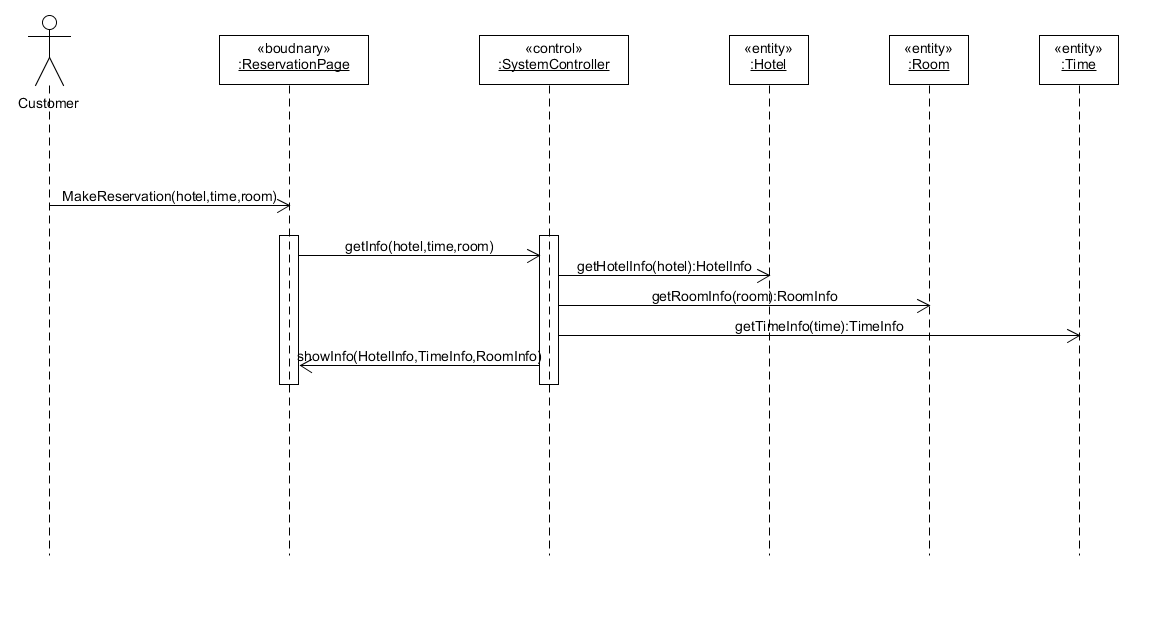 «boudnary»
:ReservationPage
«control»
:SystemController
«entity»
:Hotel
«entity»
:Room
«entity»
:Time
Customer
MakeReservation(hotel,time,room)
getInfo(hotel,time,room)
getHotelInfo(hotel):HotelInfo
getRoomInfo(room):RoomInfo
getTimeInfo(time):TimeInfo
showInfo(HotelInfo,TimeInfo,RoomInfo)